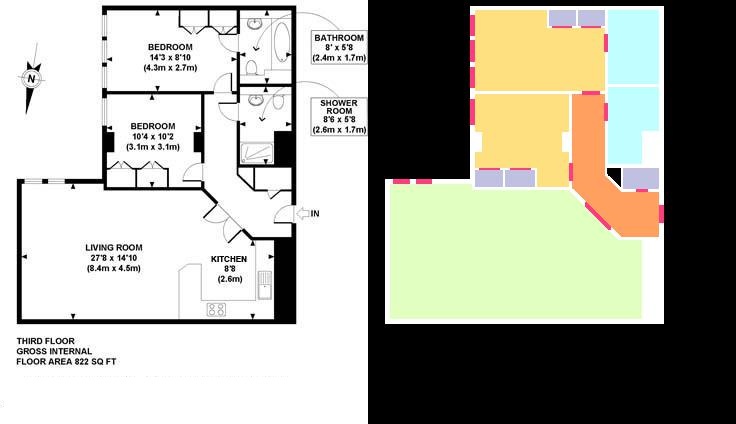 BEDROOM
14'3 x 8'10
(4.3m x 2.7m)
BATHROOM
8' x 5'8
(2.4m x 1.7m)
N
SHOWER
ROOM
8'6 x 5'8
(2.6m x 1.7m)
BEDROOM
10'4 x 10'2
(3.1m x 3.1m)
IN
LIVING ROOM
27'8 x 14'10
(8.4m x 4.5m)
KITCHEN
8'8
(2.6m)
THIRD FLOOR
GROSS INTERNAL
FLOOR AREA 822 SQ FT